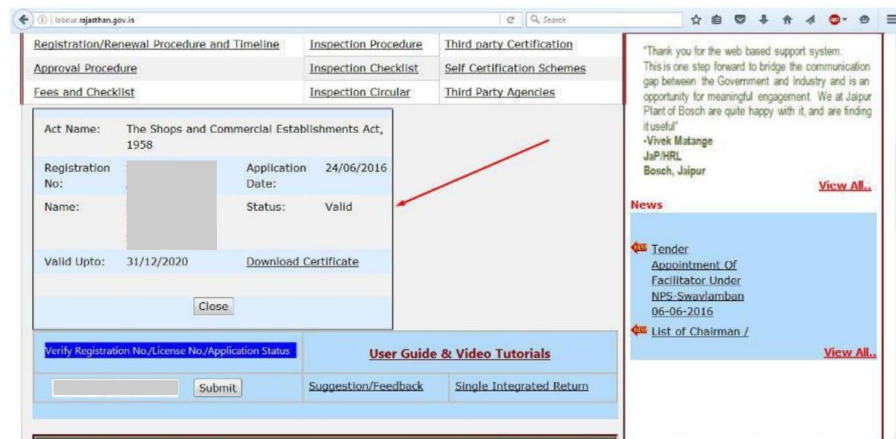 labour.rajasthan.gov.in
Search
Registration/Renewal Procedure and Timeline
Inspection Procedure
Third party Certification
Approval Procedure
Inspection Checklist
Self Certification Schemes
Fees and Checklist
Inspection Circular
Third Party Agencies
Act Name: The Shops and Commercial Establishments Act,
1958
Registration
No:
Application
Date:
24/06/2016
Name:
Status: Valid
Valid Upto: 31/12/2020
Download Certificate
Close
Verify Registration No./License No./Application Status
User Guide & Video Tutorials
Submit
Suggestion/Feedback
Single Integrated Return
"Thank you for the web based support system.
This is one step forward to bridge the communication
gap between the Government and Industry and is an
opportunity for meaningful engagement. We at Jaipur
Plant of Bosch are quite happy with it, and are finding
it useful"
-Vivek Matange
JaP/HRL
Bosch, Jaipur
View All..
News
Tender
Appointment Of
Facilitator Under
NPS-Swavlamban
06-06-2016
List of Chairman /
View All..